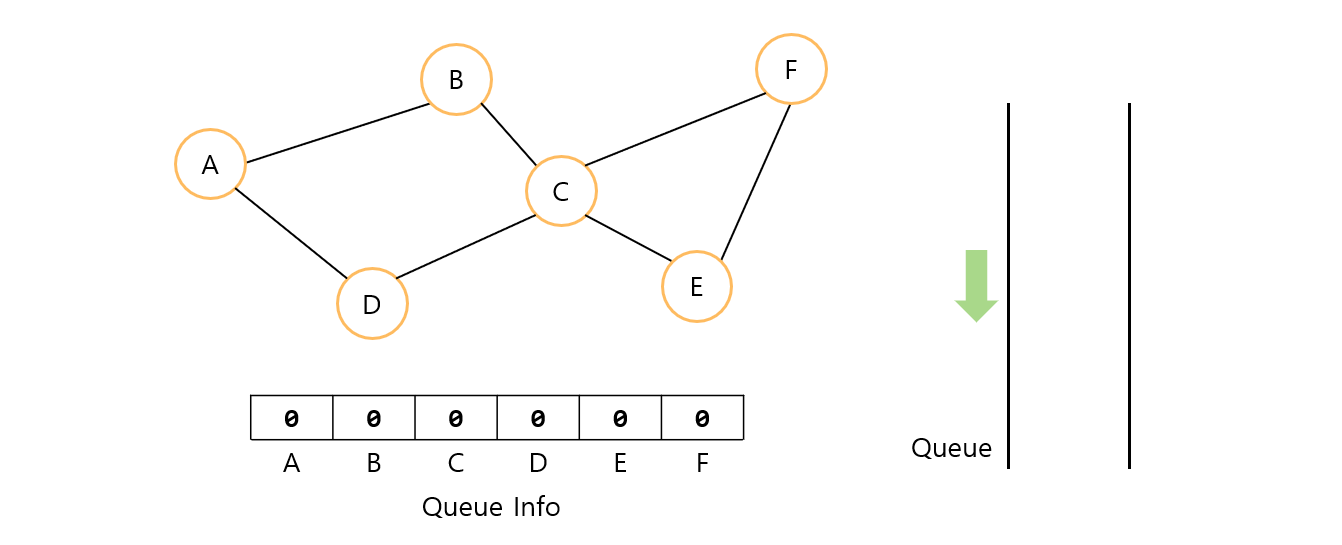 F
B
A
C
E
D
0 0 0 0 0 0
Queue
A B C D E F
Queue Info